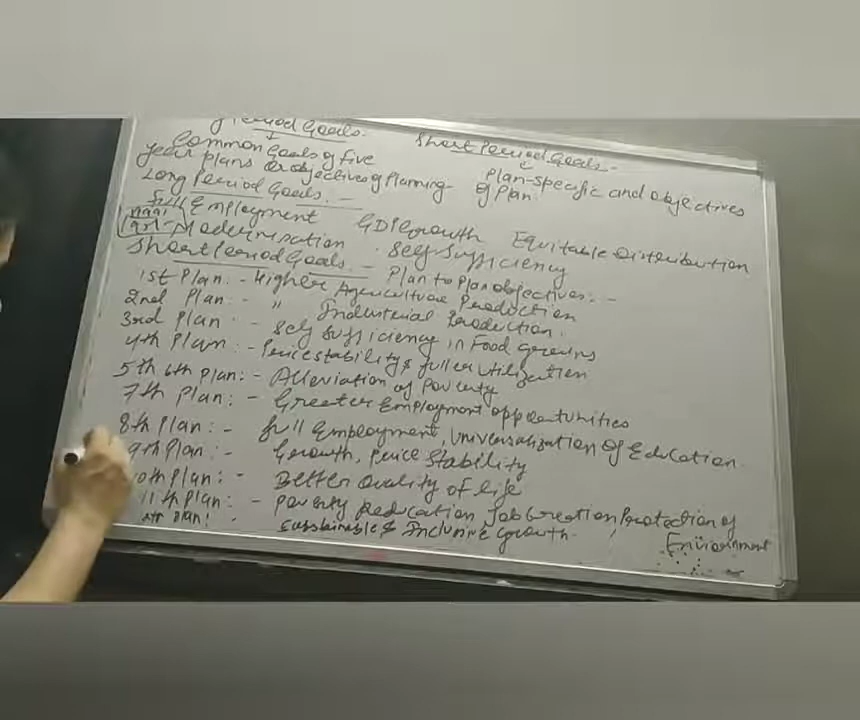 Period Goals.
Short Period Goals. -
Common Goals of Five
year plans or objectives of Planning-
Plan-specific and objectives
of Plan.
Long Period Goals. -
full Employment
GDP Growth
Equitable Distribution
Modernisation
. Self Sufficiency
Short Period Goals. -
Plan to Plan objectives: -
1st Plan. - Higher Agriculture Production
2nd Plan. - " Industrial Production.
3rd Plan. - Self Sufficiency in Food grains
4th Plan: - Price stability & fuller utilization
5th 6th Plan: - Alleviation of Poverty
7th Plan: - Greater Employment opportunities
8th Plan: - full Employment, Universalization of Education.
9th Plan: - Growth, Price Stability
10th Plan: - Better Quality of life
11th Plan: - Poverty Reducation Job Creation Protection of
Environment
Plan: - Sustainable & Inclusive Growth.